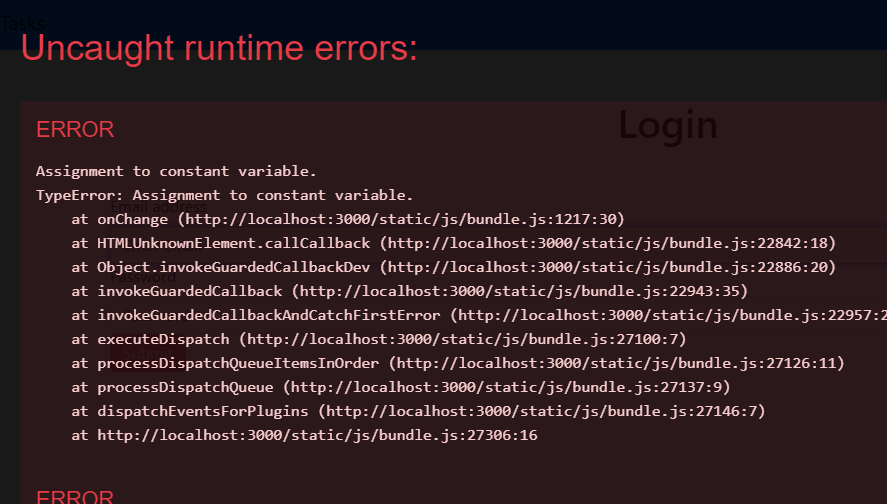 Tasks
Uncaught runtime errors:
Login
ERROR
Assignment to constant variable.
TypeError: Assignment to constant variable.
Email address
at onChange (http://localhost:3000/static/js/bundle.js:1217:30)
at HTMLUnknownElement.callCallback (http://localhost:3000/static/js/bundle.js:22842:18)
at Object.invokeGuardedCallbackDev (http://localhost:3000/static/js/bundle.js:22886:20)
Password
at invokeGuardedCallback (http://localhost:3000/static/js/bundle.js:22943:35)
at invokeGuardedCallbackAndCatchFirstError (http://localhost:3000/static/js/bundle.js:22957:2
at executeDispatch (http://localhost:3000/static/js/bundle.js:27100:7)
at processDispatchQueueItemsInOrder (http://localhost:3000/static/js/bundle.js:27126:11)
at processDispatchQueue (http://localhost:3000/static/js/bundle.js:27137:9)
at dispatchEventsForPlugins (http://localhost:3000/static/js/bundle.js:27146:7)
at http://localhost:3000/static/js/bundle.js:27306:16
ERROR